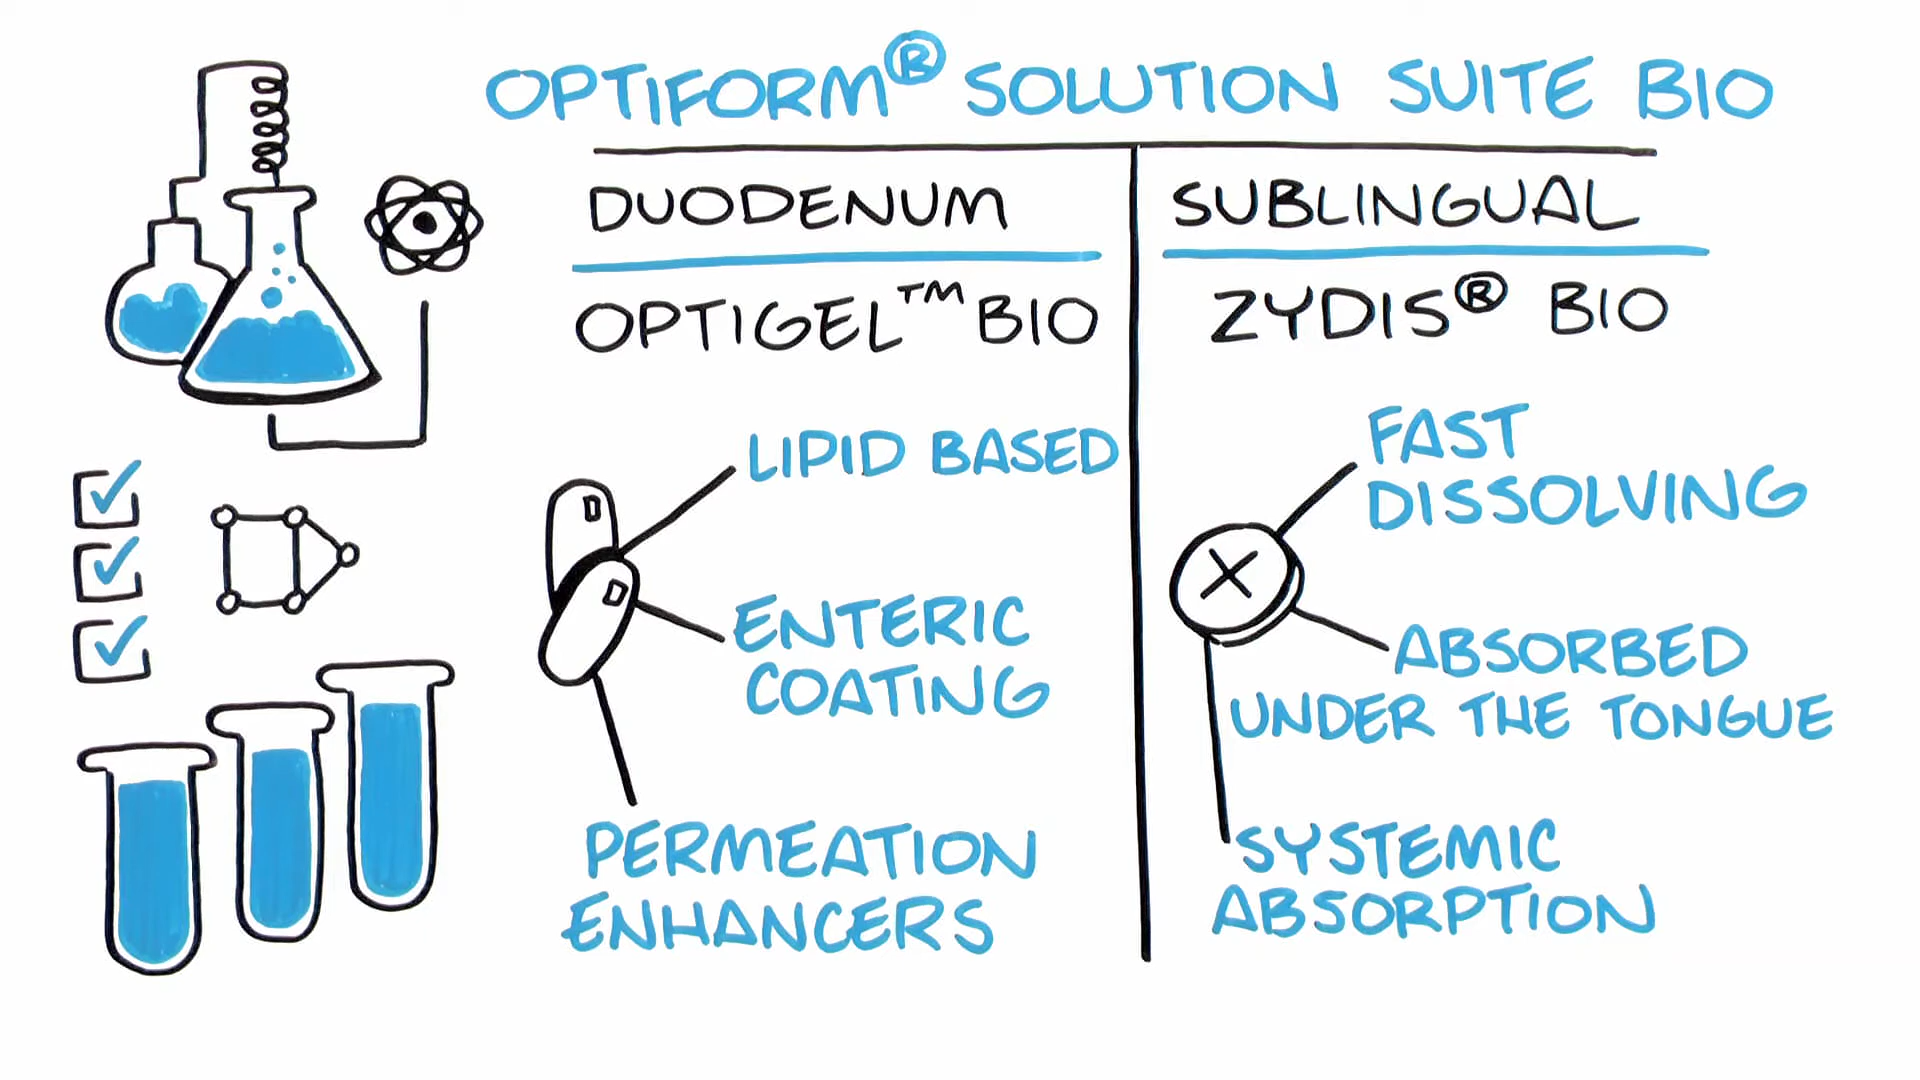 OPTIFORM® SOLUTION SUITE BIO
DUODENUM
OPTIGEL™ BIO
LIPID BASED
ENTERIC
COATING
PERMEATION
ENHANCERS
SUBLINGUAL
ZYDIS® BIO
FAST
DISSOLVING
ABSORBED
UNDER THE TONGUE
SYSTEMIC
ABSORPTION